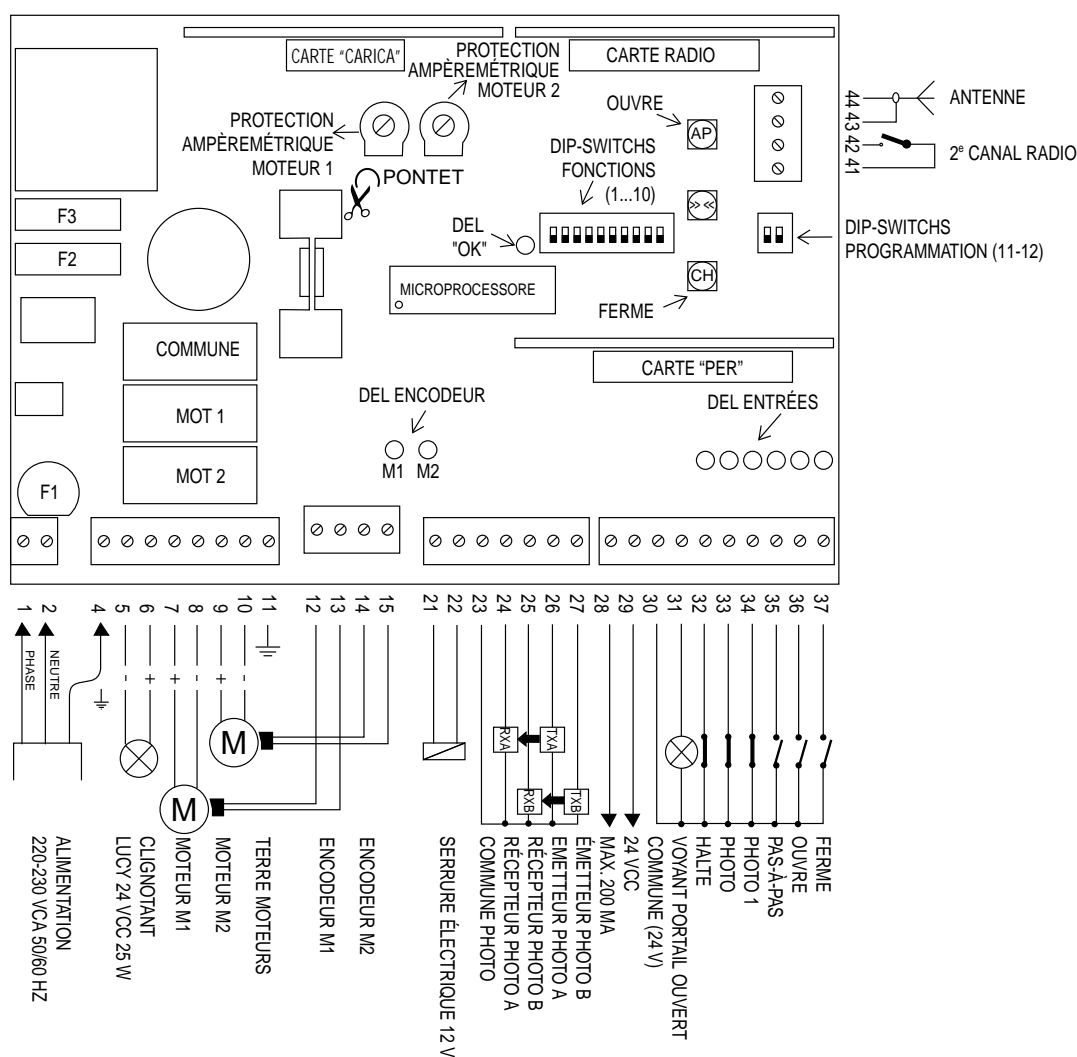 CARTE "CARICA"
PROTECTION
AMPÈREMÉTRIQUE
MOTEUR 2
CARTE RADIO
PROTECTION
AMPÈREMÉTRIQUE
MOTEUR 1
OUVRE
AP
44
43
42
41
ANTENNE
2e CANAL RADIO
DIP-SWITCHS
FONCTIONS
(1...10)
PONTET
F3
F2
DEL
"OK"
>> <<
DIP-SWITCHS
PROGRAMMATION (11-12)
MICROPROCESSORE
CH
FERME
COMMUNE
CARTE "PER"
MOT 1
DEL ENCODEUR
DEL ENTRÉES
M1 M2
MOT 2
F1
1 2 4 5 6 7 8 9 10 11 12 13 14 15 21 22 23 24 25 26 27 28 29 30 31 32 33 34 35 36 37
PHASE
NEUTRE
- + + - + -
M
M
RXA
TXA
RXB
TXB
ALIMENTATION
220-230 VCA 50/60 HZ
CLIGNOTANT
LUCY 24 VCC 25 W
MOTEUR M1
MOTEUR M2
TERRE MOTEURS
ENCODEUR M1
ENCODEUR M2
SERRURE ÉLECTRIQUE 12 V
COMMUNE PHOTO
RÉCEPTEUR PHOTO A
RÉCEPTEUR PHOTO B
EMETTEUR PHOTO A
ÉMETTEUR PHOTO B
MAX. 200 MA
24 VCC
COMMUNE (24 V)
VOYANT PORTAIL OUVERT
HALTE
PHOTO
PHOTO 1
PAS-À-PAS
OUVRE
FERME